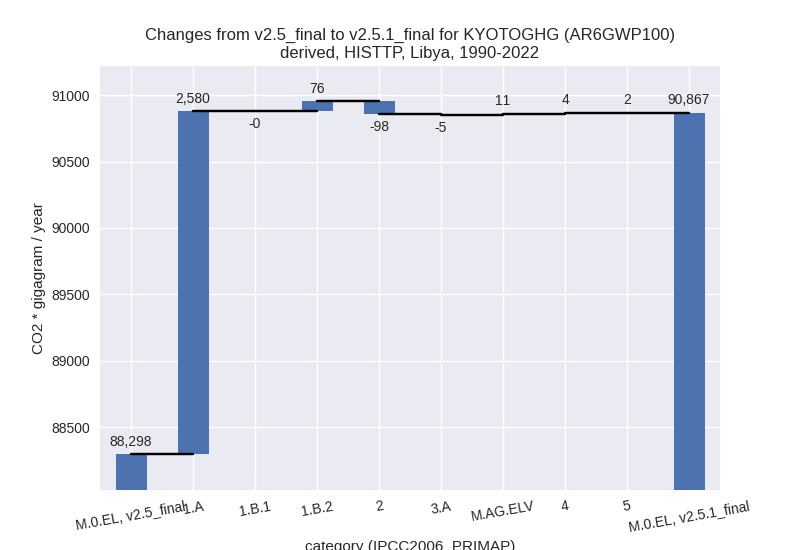 Changes from v2.5_final to v2.5.1_final for KYOTOGHG (AR6GWP100)
derived, HISTTP, Libya, 1990-2022
CO2 * gigagram / year
91000
90500
90000
89500
89000
88500
88,298
2,580
-0
76
-98
-5
11
4
2
90,867
M.0.EL, v2.5_final
1.A
1.B.1
1.B.2
2
3.A
M.AG.ELV
4
5
M.0.EL, v2.5.1_final
category (IPCC2006_PRIMAP)